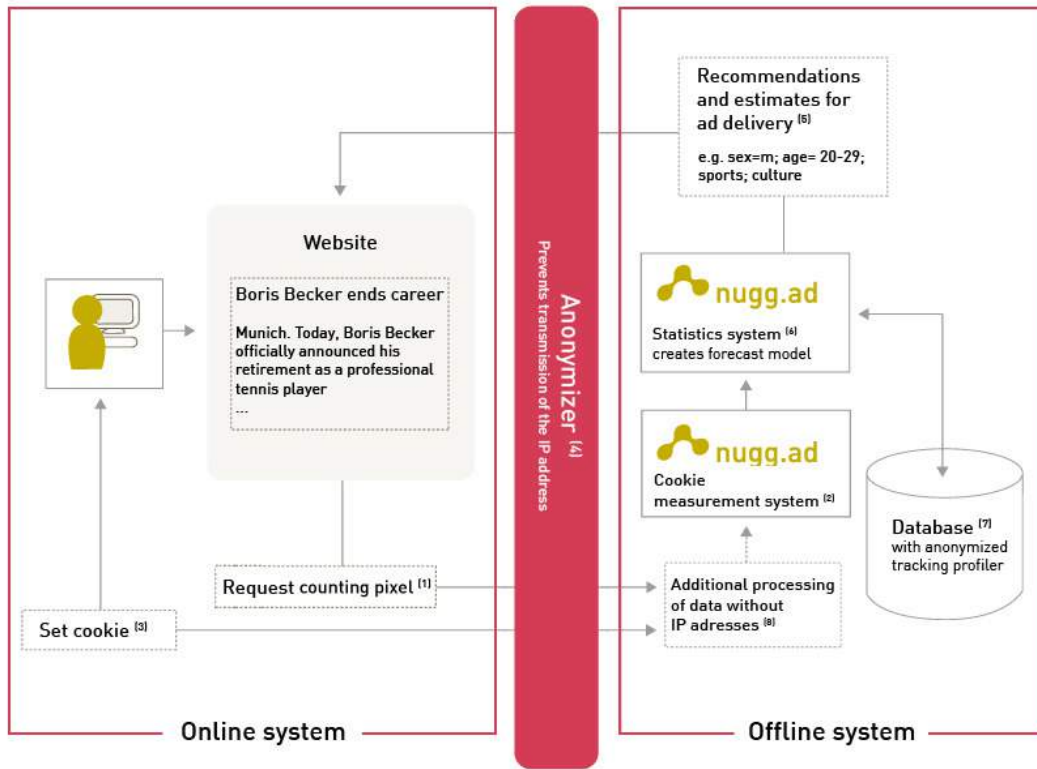 Website
Boris Becker ends career
Munich. Today, Boris Becker
officially announced his
retirement as a professional
tennis player
...
Request counting pixel (1)
Set cookie (3)
Online system
Anonymizer (4)
Prevents transmission of the IP address
Recommendations
and estimates for
ad delivery (5)
e.g. sex=m; age= 20-29;
sports; culture
nugg.ad
Statistics system (6)
creates forecast model
nugg.ad
Cookie
measurement system (2)
Database (7)
with anonymized
tracking profiler
Additional processing
of data without
IP adresses (8)
Offline system